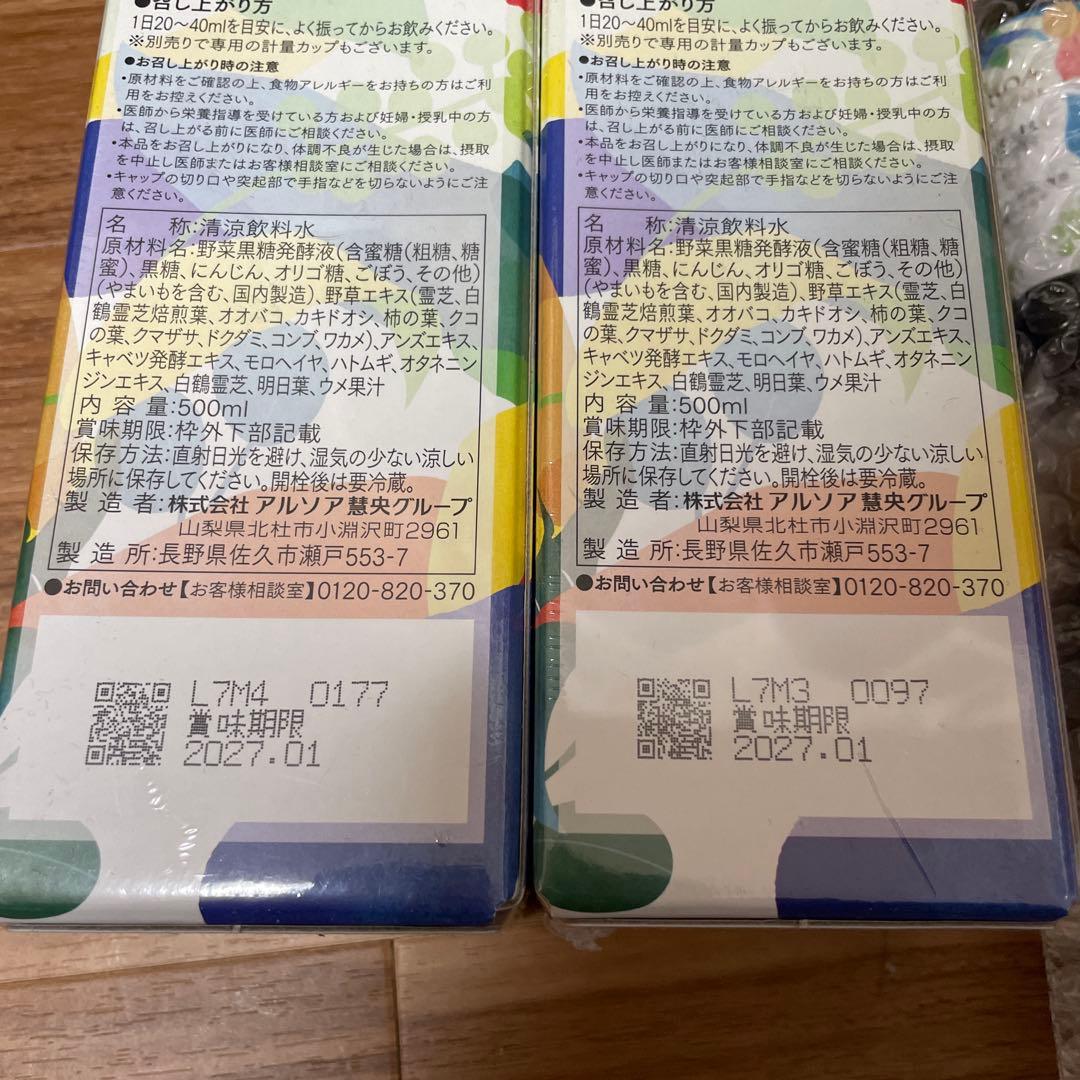 ●召し上がり方
1日20〜40mlを目安に、よく振ってからお飲みください。
※別売りで専用の計量カップもございます。
●お召し上がり時の注意
・原材料をご確認の上、食物アレルギーをお持ちの方はご利
用をお控えください。
・医師から栄養指導を受けている方および妊婦・授乳中の方
は、召し上がる前に医師にご相談ください。
・本品をお召し上がりになり、体調不良が生じた場合は、摂取
を中止し医師またはお客様相談室にご相談ください。
・キャップの切り口や突起部で手指などを切らないようにご注
意ください。
名 称:清涼飲料水
原材料名:野菜黒糖発酵液(含蜜糖(粗糖、糖
蜜)、黒糖、にんじん、オリゴ糖、ごぼう、その他)
(やまいもを含む、国内製造)、野草エキス(霊芝、白
鶴霊芝焙煎葉、オオバコ、カキドオシ、柿の葉、クコ
の葉、クマザサ、ドクダミ、コンブ、ワカメ)、アンズエキス、
キャベツ発酵エキス、モロヘイヤ、ハトムギ、オタネニン
ジンエキス、白鶴霊芝、明日葉、ウメ果汁
内容量:500ml
賞味期限:枠外下部記載
保存方法:直射日光を避け、湿気の少ない涼しい
場所に保存してください。開栓後は要冷蔵。
製造者:株式会社 アルソア慧央グループ
山梨県北杜市小淵沢町2961
製造所:長野県佐久市瀬戸553-7
●お問い合わせ【お客様相談室】0120-820-370
L7M4 0177
賞味期限
2027.01
●召し上がり方
1日20〜40mlを目安に、よく振ってからお飲みください。
※別売りで専用の計量カップもございます。
●お召し上がり時の注意
・原材料をご確認の上、食物アレルギーをお持ちの方はご利
用をお控えください。
・医師から栄養指導を受けている方および妊婦・授乳中の方
は、召し上がる前に医師にご相談ください。
・本品をお召し上がりになり、体調不良が生じた場合は、摂取
を中止し医師またはお客様相談室にご相談ください。
・キャップの切り口や突起部で手指などを切らないようにご注
意ください。
名 称:清涼飲料水
原材料名:野菜黒糖発酵液(含蜜糖(粗糖、糖
蜜)、黒糖、にんじん、オリゴ糖、ごぼう、その他)
(やまいもを含む、国内製造)、野草エキス(霊芝、白
鶴霊芝焙煎葉、オオバコ、カキドオシ、柿の葉、クコ
の葉、クマザサ、ドクダミ、コンブ、ワカメ)、アンズエキス、
キャベツ発酵エキス、モロヘイヤ、ハトムギ、オタネニン
ジンエキス、白鶴霊芝、明日葉、ウメ果汁
内容量:500ml
賞味期限:枠外下部記載
保存方法:直射日光を避け、湿気の少ない涼しい
場所に保存してください。開栓後は要冷蔵。
製造者:株式会社 アルソア慧央グループ
山梨県北杜市小淵沢町2961
製造所:長野県佐久市瀬戸553-7
●お問い合わせ【お客様相談室】0120-820-370
L7M3 0097
賞味期限
2027.01